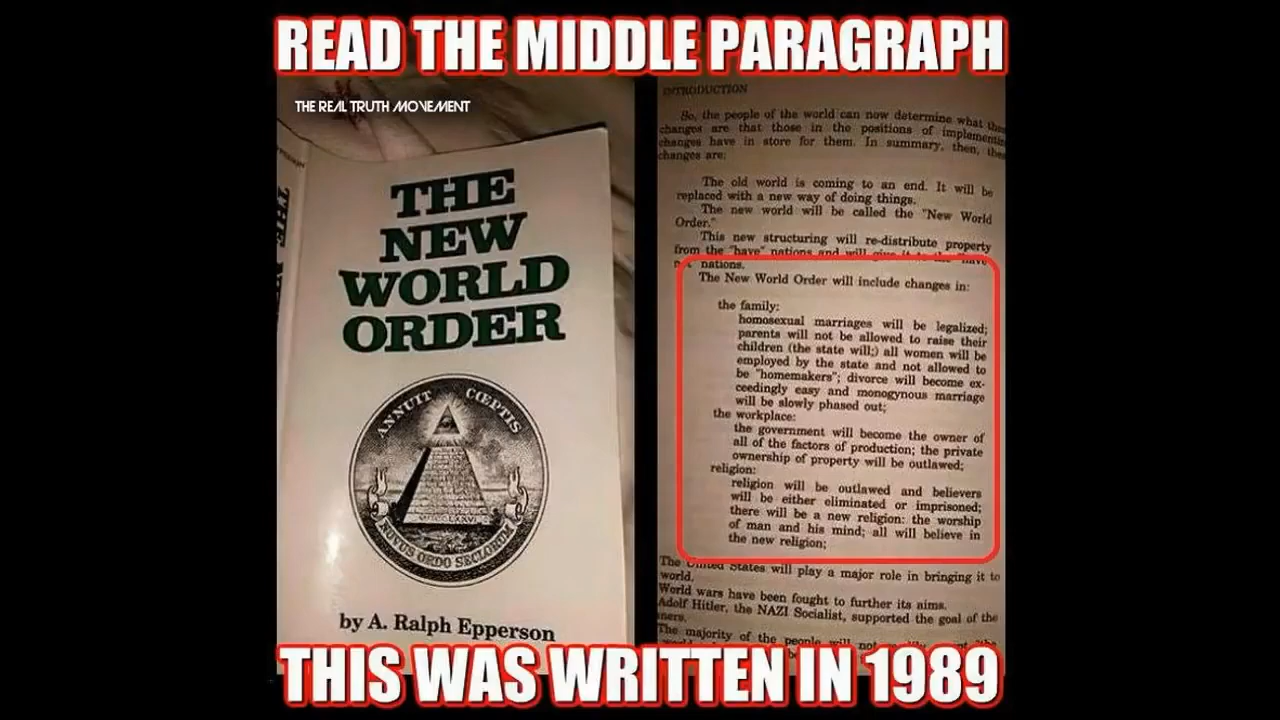 READ THE MIDDLE PARAGRAPH
THE REAL TRUTH MOVEMENT
THE
NEW
WORLD
ORDER
ANNUIT CŒPTIS
NOVUS ORDO SECLORUM
by A. Ralph Epperson
INTRODUCTION
So, the people of the world can now determine what
changes are that those in the positions of
changes have in store for them. In summary, then,
changes are:
The old world is coming to an end. It will be
replaced with a new way of doing things.
The new world will be called the "New World
Order."
This new structuring will re-distribute property
from the "have" nations and will give it to the "have
nations.
The New World Order will include changes in:
the family:
homosexual marriages will be legalized;
parents will not be allowed to raise their
children (the state will;) all women will be
employed by the state and not allowed to
be "homemakers"; divorce will become ex-
ceedingly easy and monogynous marriage
will be slowly phased out;
the workplace:
the government will become the owner of
all of the factors of production; the private
ownership of property will be outlawed;
religion:
religion will be outlawed and believers
will be either eliminated or imprisoned;
there will be a new religion: the worship
of man and his mind; all will believe in
the new religion;
The United States will play a major role in bringing it to
world.
World wars have been fought to further its aims.
Adolf Hitler, the NAZI Socialist, supported the goal of the
The majority of the people will not
THIS WAS WRITTEN IN 1989